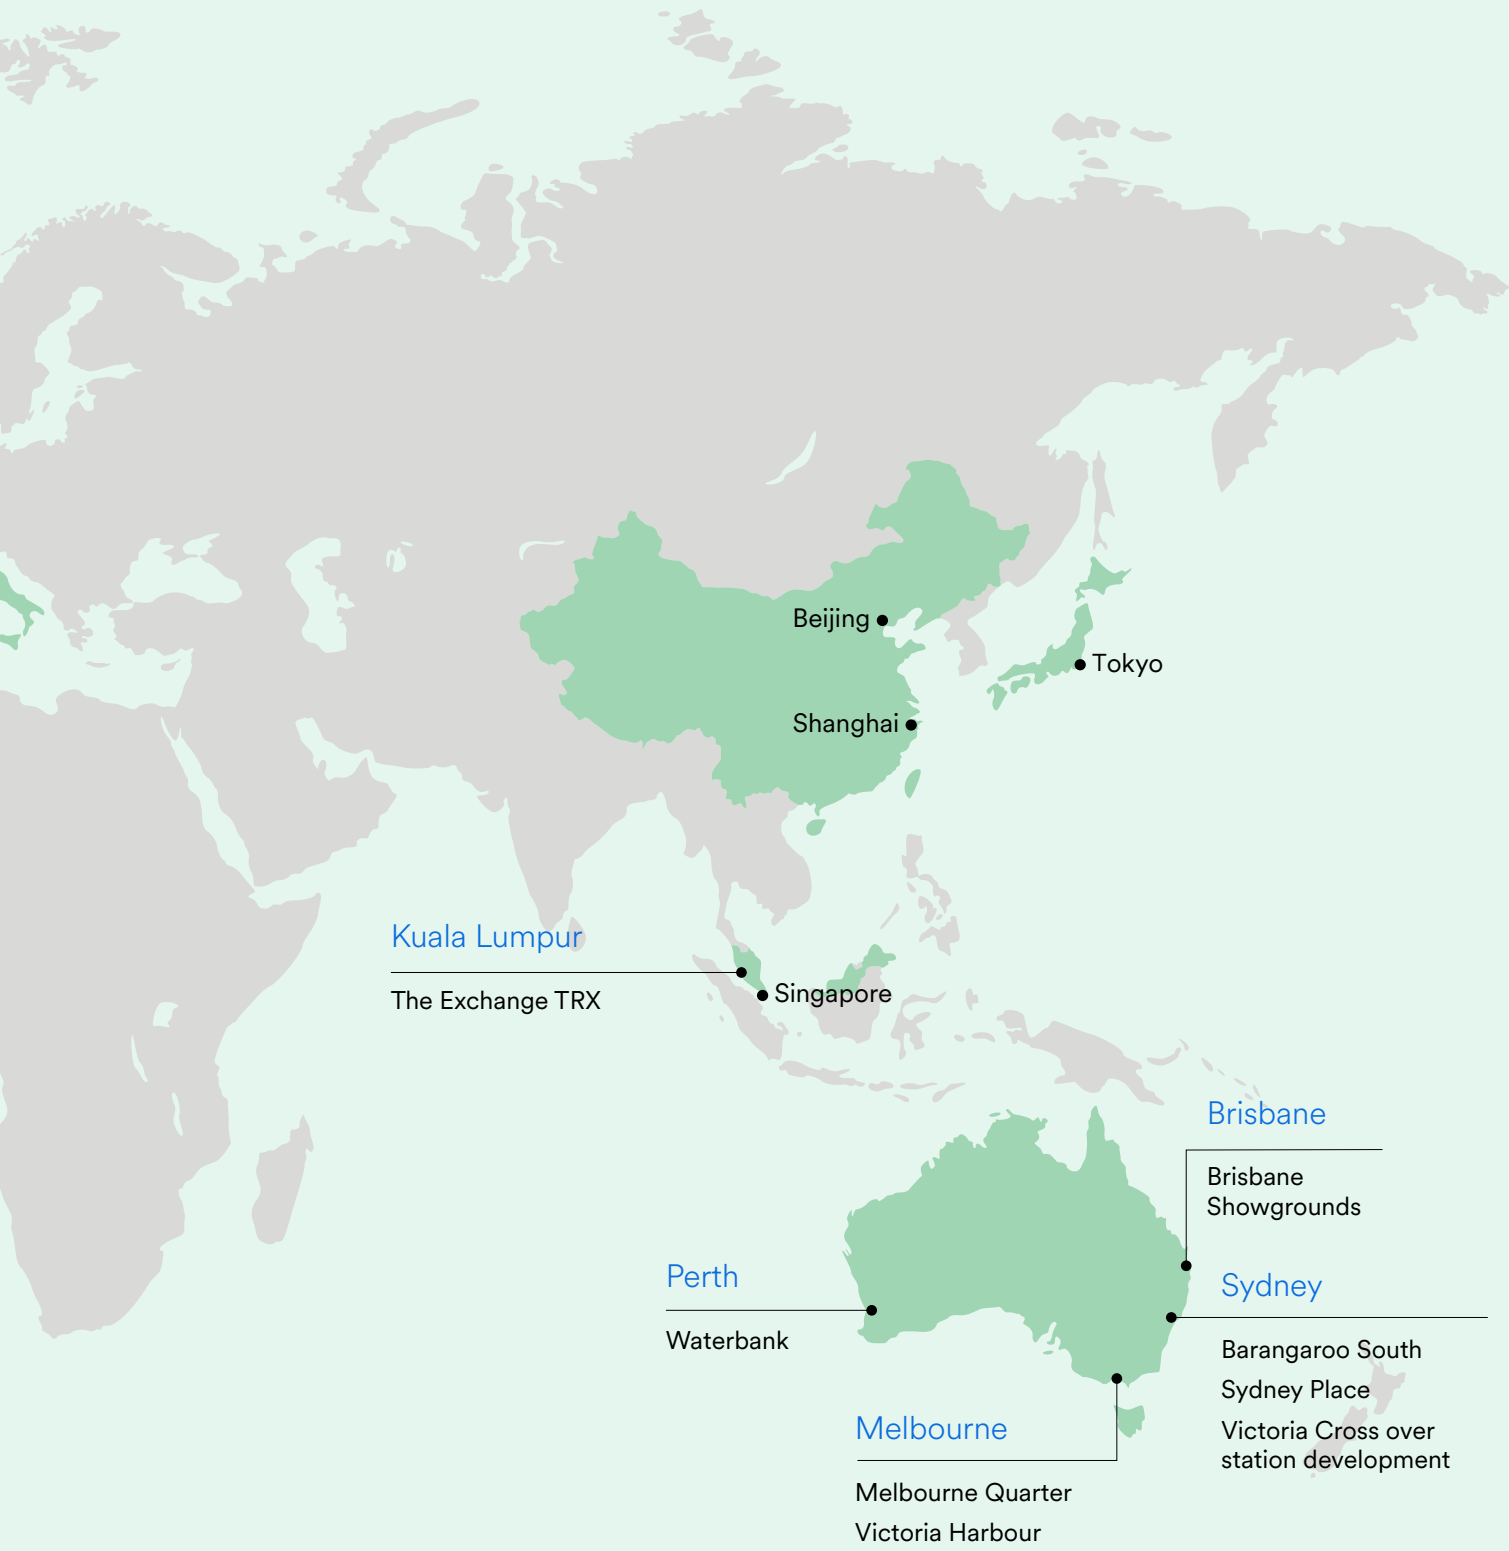 Beijing
Tokyo
Shanghai
Kuala Lumpur
The Exchange TRX
Singapore
Brisbane
Brisbane
Showgrounds
Perth
Waterbank
Sydney
Barangaroo South
Sydney Place
Victoria Cross over
station development
Melbourne
Melbourne Quarter
Victoria Harbour